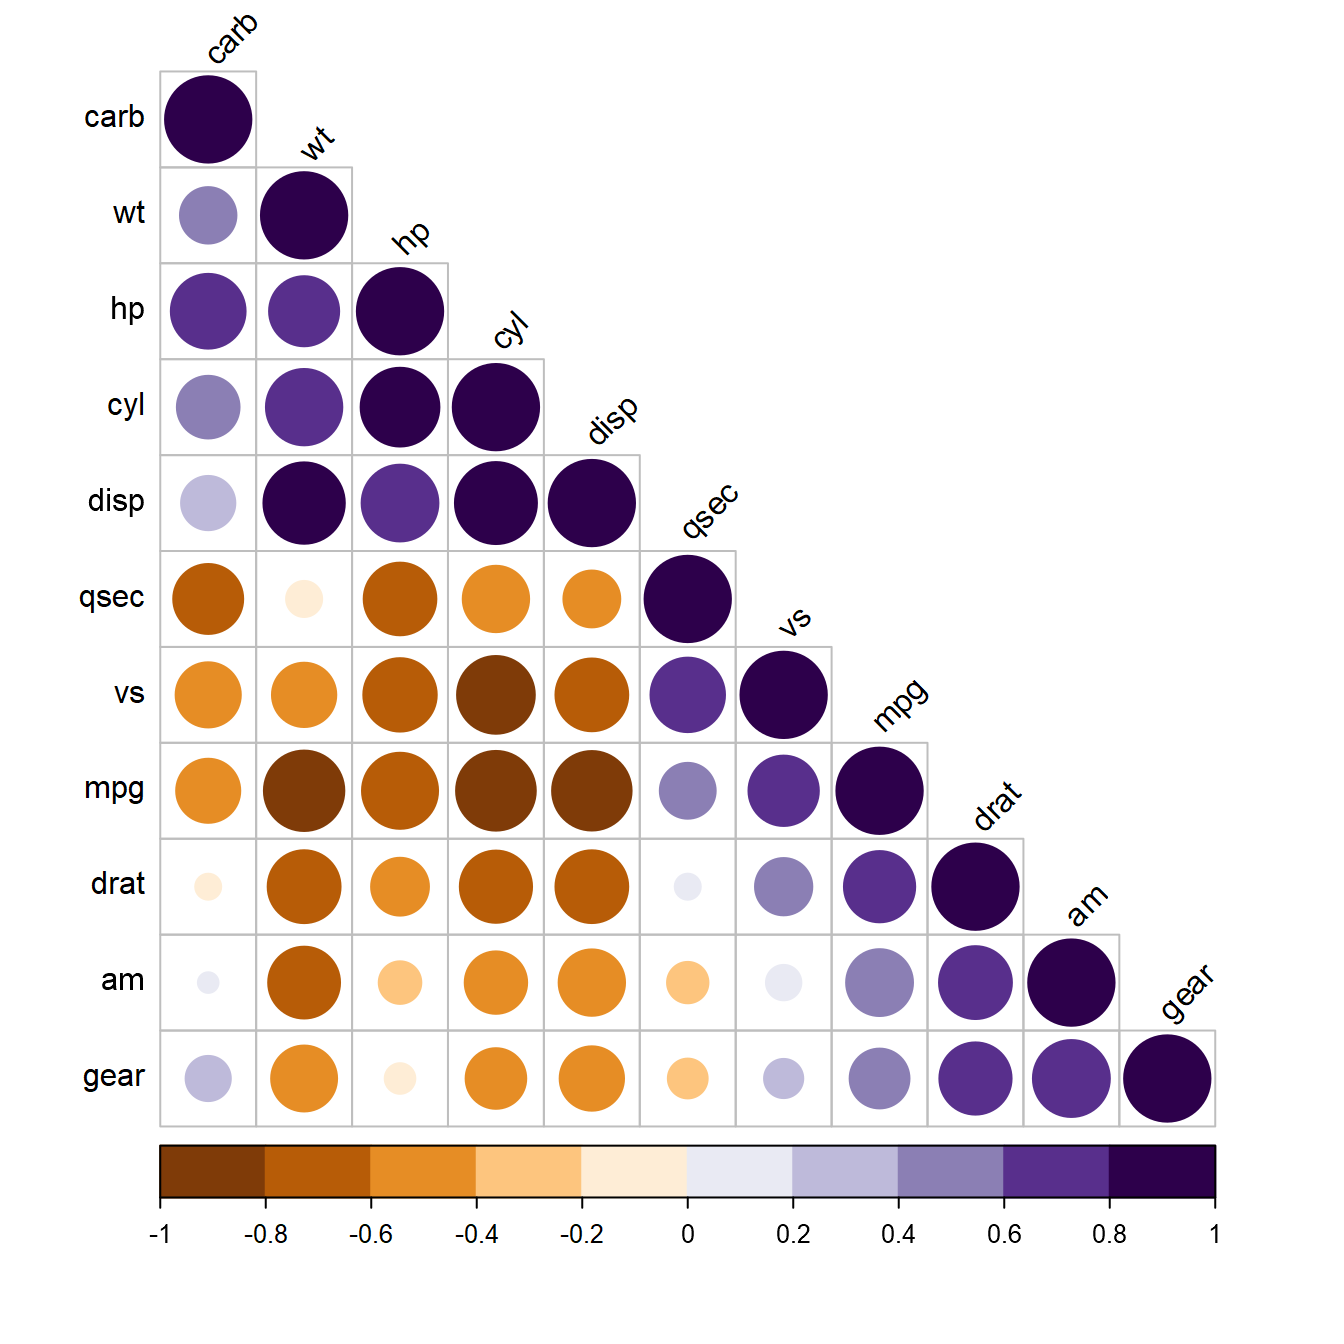 carb
carb
wt
wt
hp
hp
cyl
cyl
disp
disp
qsec
qsec
vs
vs
mpg
mpg
drat
drat
am
am
gear
gear
-1 -0.8 -0.6 -0.4 -0.2 0 0.2 0.4 0.6 0.8 1